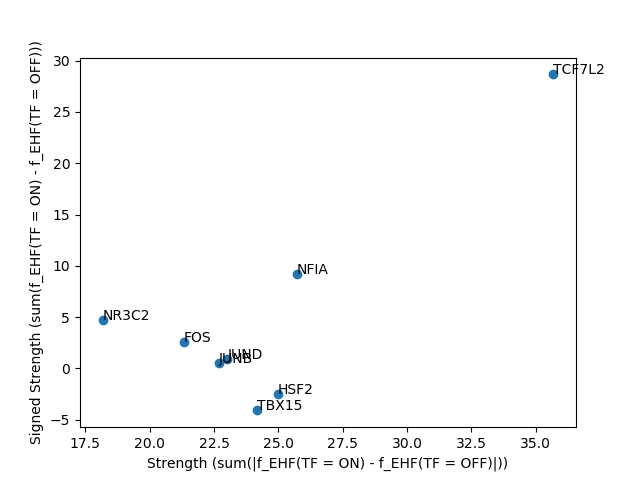 Signed Strength (sum(f_EHF(TF = ON) - f_EHF(TF = OFF)))
30
25
20
15
10
5
0
−5
TCF7L2
NFIA
NR3C2
FOS
JUND
JUNB
HSF2
TBX15
17.5 20.0 22.5 25.0 27.5 30.0 32.5 35.0
Strength (sum(|f_EHF(TF = ON) - f_EHF(TF = OFF)|))